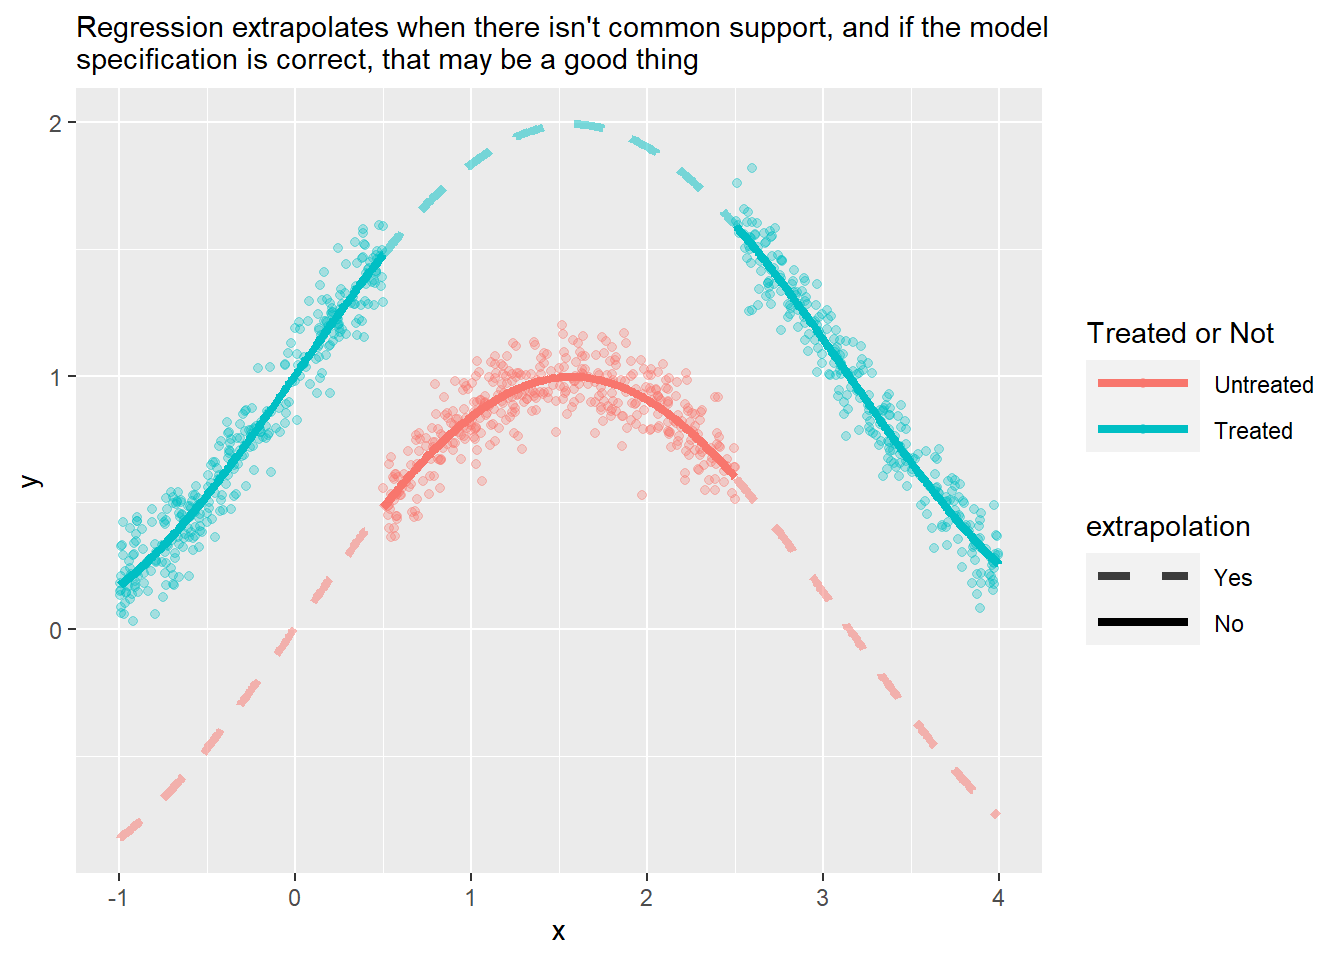 Regression extrapolates when there isn't common support, and if the model
specification is correct, that may be a good thing
2
1
0
y
-1
0
1
2
3
4
x
Treated or Not
Untreated
Treated
extrapolation
Yes
No